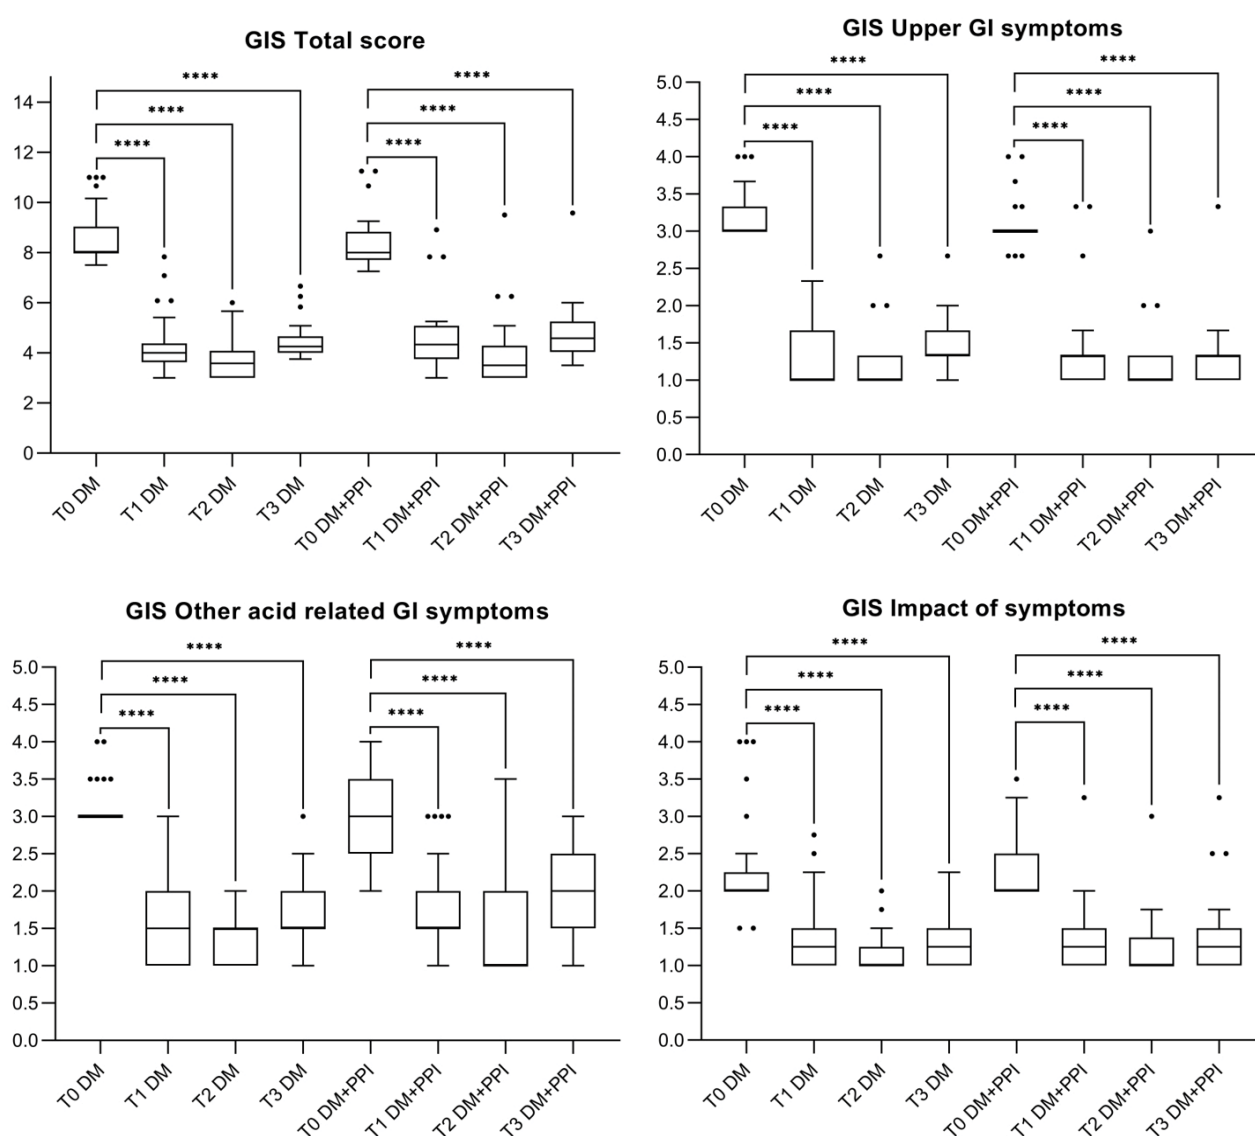 GIS Total score
****
****
****
****
****
****
14
12
10
8
6
4
2
0
T0 DM
T1 DM
T2 DM
T3 DM
T0 DM+PPI
T1 DM+PPI
T2 DM+PPI
T3 DM+PPI
GIS Upper GI symptoms
****
****
****
****
****
****
5.0
4.5
4.0
3.5
3.0
2.5
2.0
1.5
1.0
0.5
0.0
T0 DM
T1 DM
T2 DM
T3 DM
T0 DM+PPI
T1 DM+PPI
T2 DM+PPI
T3 DM+PPI
GIS Other acid related GI symptoms
****
****
****
****
****
****
5.0
4.5
4.0
3.5
3.0
2.5
2.0
1.5
1.0
0.5
0.0
T0 DM
T1 DM
T2 DM
T3 DM
T0 DM+PPI
T1 DM+PPI
T2 DM+PPI
T3 DM+PPI
GIS Impact of symptoms
****
****
****
****
****
****
5.0
4.5
4.0
3.5
3.0
2.5
2.0
1.5
1.0
0.5
0.0
T0 DM
T1 DM
T2 DM
T3 DM
T0 DM+PPI
T1 DM+PPI
T2 DM+PPI
T3 DM+PPI